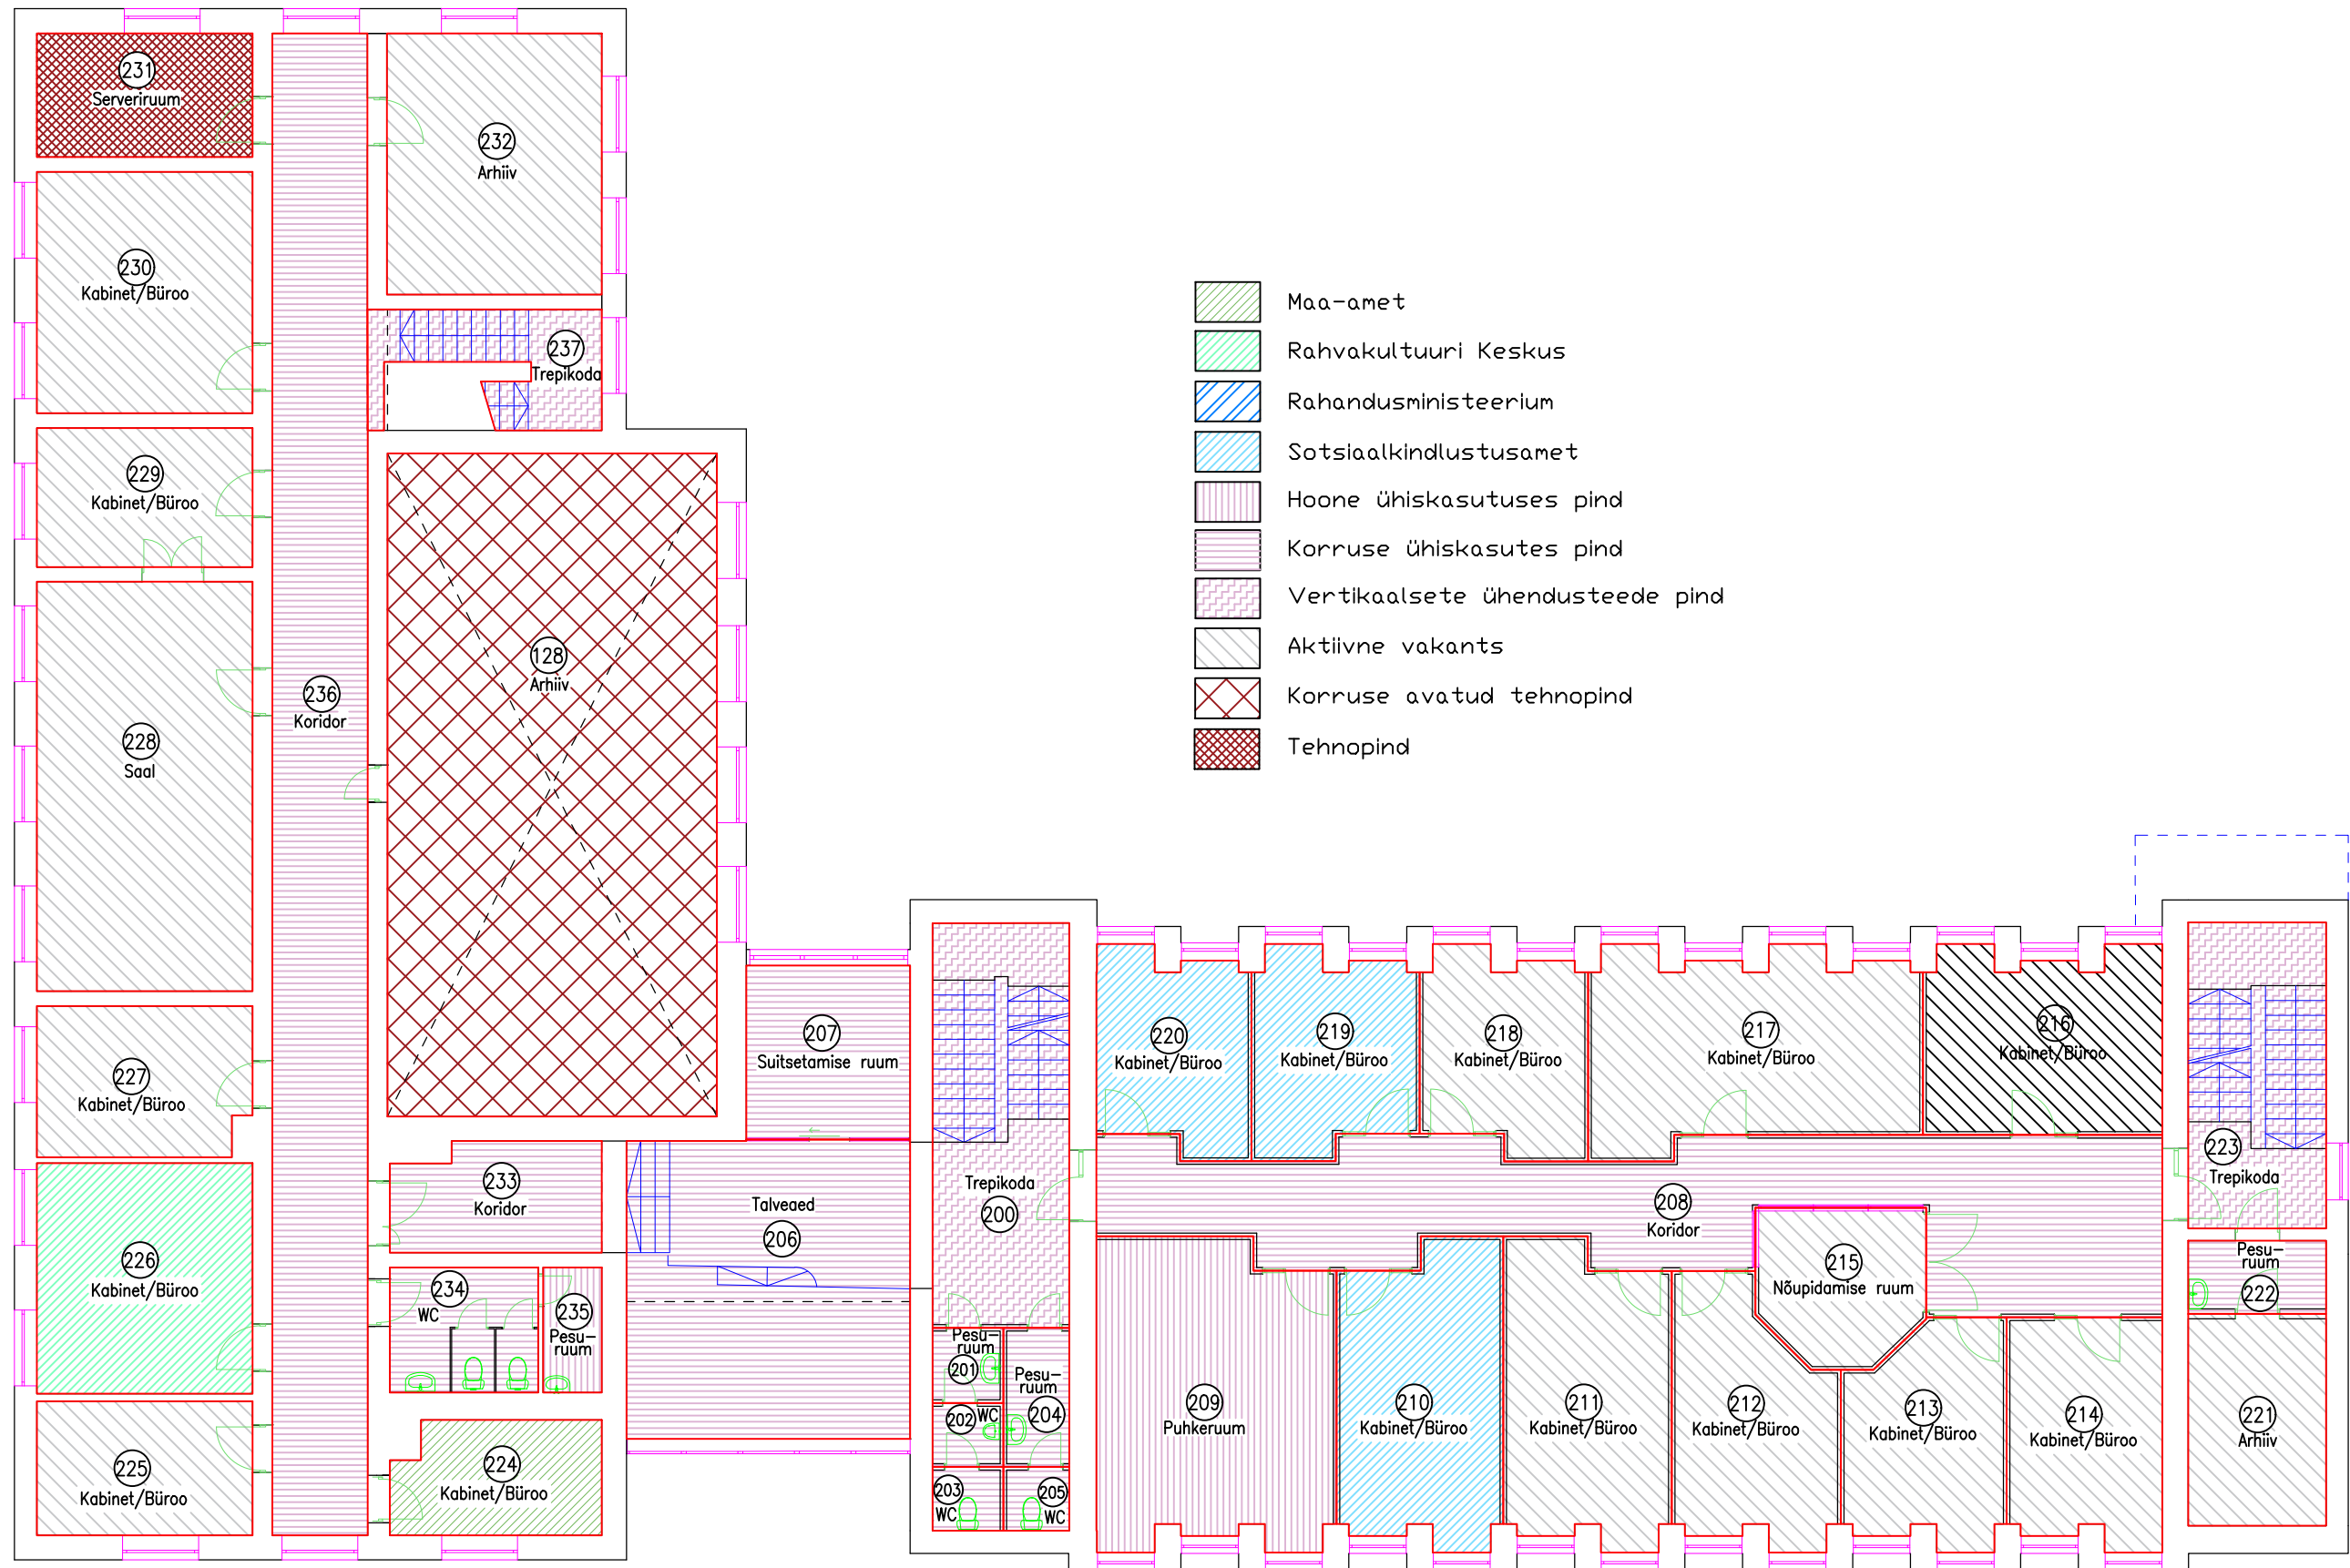 231
Serveriruum
232
Arhiiv
230
Kabinet/Büroo
237
Trepikoda
229
Kabinet/Büroo
128
Arhiiv
236
Koridor
228
Saal
227
Kabinet/Büroo
226
Kabinet/Büroo
225
Kabinet/Büroo
233
Koridor
234
WC
235
Pesu-
ruum
224
Kabinet/Büroo
207
Suitsetamise ruum
Talveaed
206
Trepikoda
200
Pesu-
ruum
201
202 WC
203
WC
Pesu-
ruum
204
205
WC
Maa-amet
Rahvakultuuri Keskus
Rahandusministeerium
Sotsiaalkindlustusamet
Hoone ühiskasutuses pind
Korruse ühiskasutes pind
Vertikaalsete ühendusteede pind
Aktiivne vakants
Korruse avatud tehnopind
Tehnopind
220
Kabinet/Büroo
219
Kabinet/Büroo
218
Kabinet/Büroo
217
Kabinet/Büroo
216
Kabinet/Büroo
223
Trepikoda
208
Koridor
215
Nõupidamise ruum
Pesu-
ruum
222
209
Puhkeruum
210
Kabinet/Büroo
211
Kabinet/Büroo
212
Kabinet/Büroo
213
Kabinet/Büroo
214
Kabinet/Büroo
221
Arhiiv